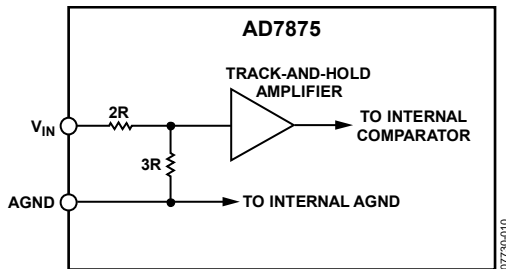 AD7875
TRACK-AND-HOLD
AMPLIFIER
2R
VIN
TO INTERNAL
COMPARATOR
3R
AGND
TO INTERNAL AGND
07730-010